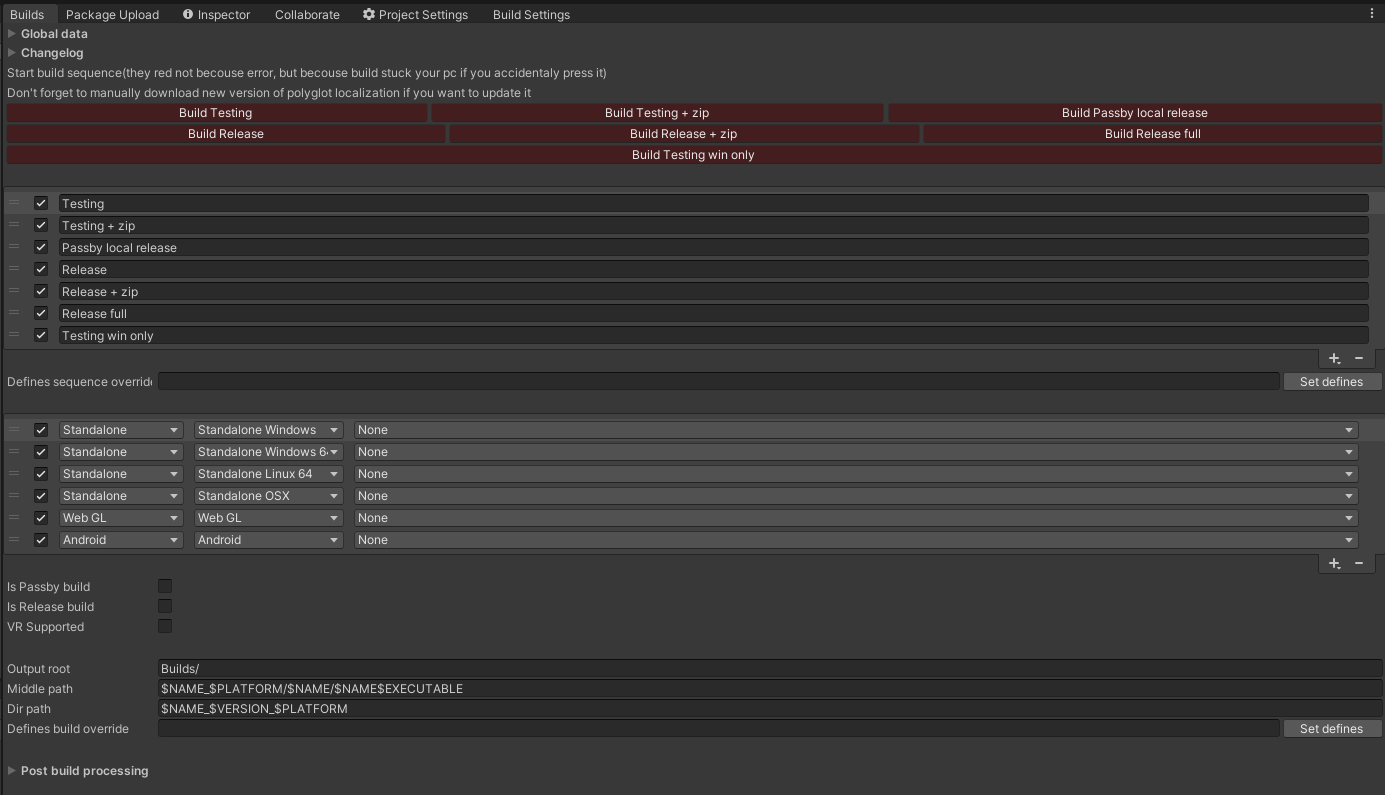 Builds Package Upload Inspector Collaborate Project Settings Build Settings
Global data
Changelog
Start build sequence(they red not becouse error, but becouse build stuck your pc if you accidentaly press it)
Don't forget to manually download new version of polyglot localization if you want to update it
Build Testing Build Testing + zip Build Passby local release
Build Release Build Release + zip Build Release full
Build Testing win only
Testing
Testing + zip
Passby local release
Release
Release + zip
Release full
Testing win only
Defines sequence override Set defines
Standalone Standalone Windows None
Standalone Standalone Windows 64 None
Standalone Standalone Linux 64 None
Standalone Standalone OSX None
Web GL Web GL None
Android Android None
Is Passby build
Is Release build
VR Supported
Output root Builds/
Middle path $NAME_$PLATFORM/$NAME/$NAME$EXECUTABLE
Dir path $NAME_$VERSION_$PLATFORM
Defines build override Set defines
Post build processing